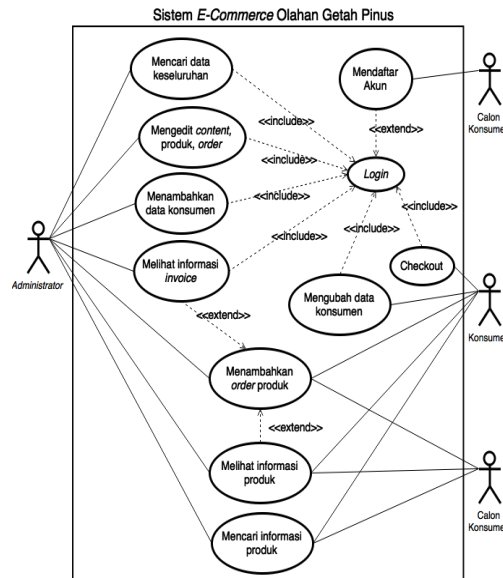 Sistem E-Commerce Olahan Getah Pinus
Mencari data
keseluruhan
Mendaftar
Akun
Calon
Konsumen
<<include>>
<<extend>>
Mengedit content,
produk, order
<<include>>
Login
Menambahkan
data konsumen
<<include>>
<<include>>
Administrator
Melihat informasi
invoice
<<include>>
<<include>>
Checkout
Mengubah data
konsumen
Konsumen
<<extend>>
Menambahkan
order produk
<<extend>>
Melihat informasi
produk
Calon
Konsumen
Mencari informasi
produk